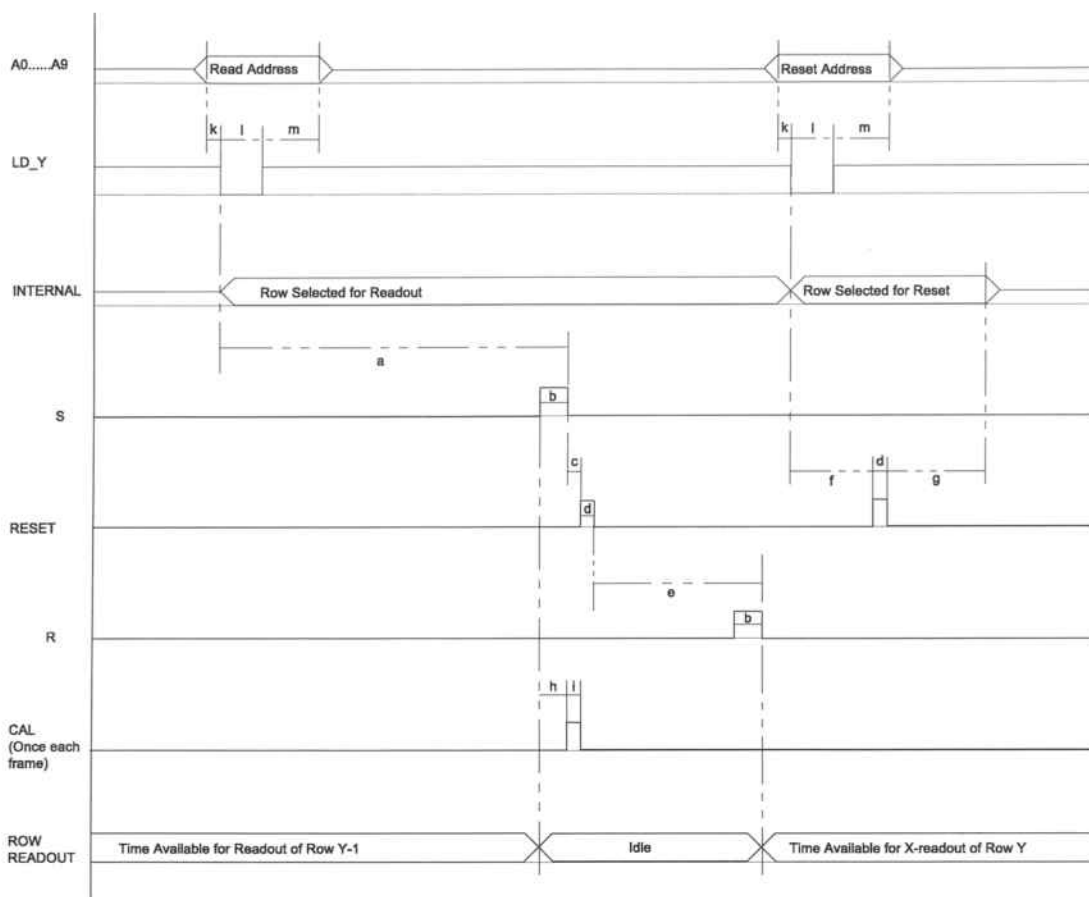 A0......A9
Read Address
Reset Address
k l m
k l m
LD_Y
INTERNAL
Row Selected for Readout
Row Selected for Reset
a
S
b
c
d
f
d
g
RESET
e
R
b
h i
CAL
(Once each
frame)
ROW
READOUT
Time Available for Readout of Row Y-1
Idle
Time Available for X-readout of Row Y